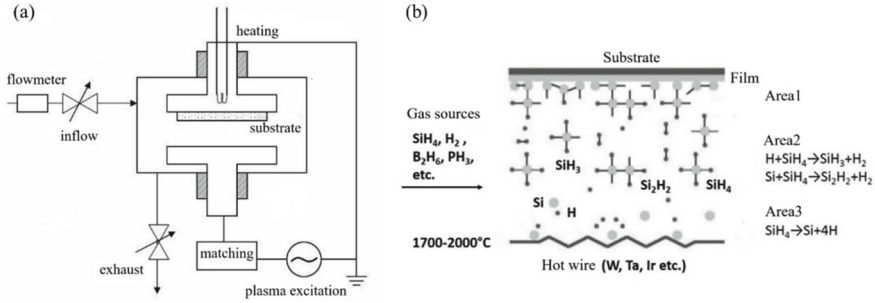 (a)
heating
flowmeter
inflow
substrate
exhaust
matching
plasma excitation
(b)
Substrate
Film
Gas sources
SiH₄, H₂ ,
B₂H₆, PH₃,
etc.
1700-2000°C
SiH₃
Si₂H₂
SiH₄
Si
H
Area1
Area2
H+SiH₄→SiH₃+H₂
Si+SiH₄→Si₂H₂+H₂
Area3
SiH₄→Si+4H
Hot wire (W, Ta, Ir etc.)